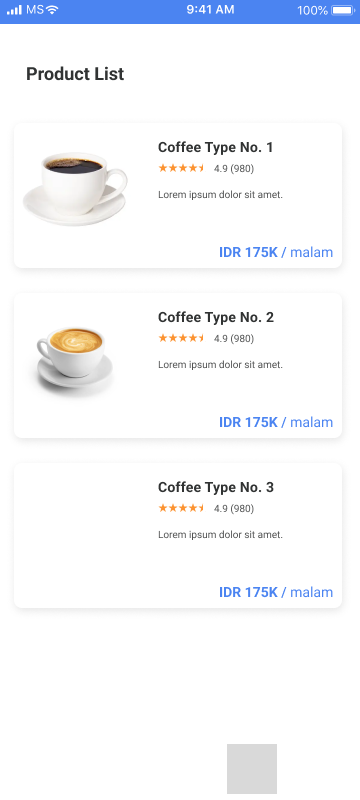 MS 9:41 AM 100%
Product List
Coffee Type No. 1
4.9 (980)
Lorem ipsum dolor sit amet.
IDR 175K / malam
Coffee Type No. 2
4.9 (980)
Lorem ipsum dolor sit amet.
IDR 175K / malam
Coffee Type No. 3
4.9 (980)
Lorem ipsum dolor sit amet.
IDR 175K / malam